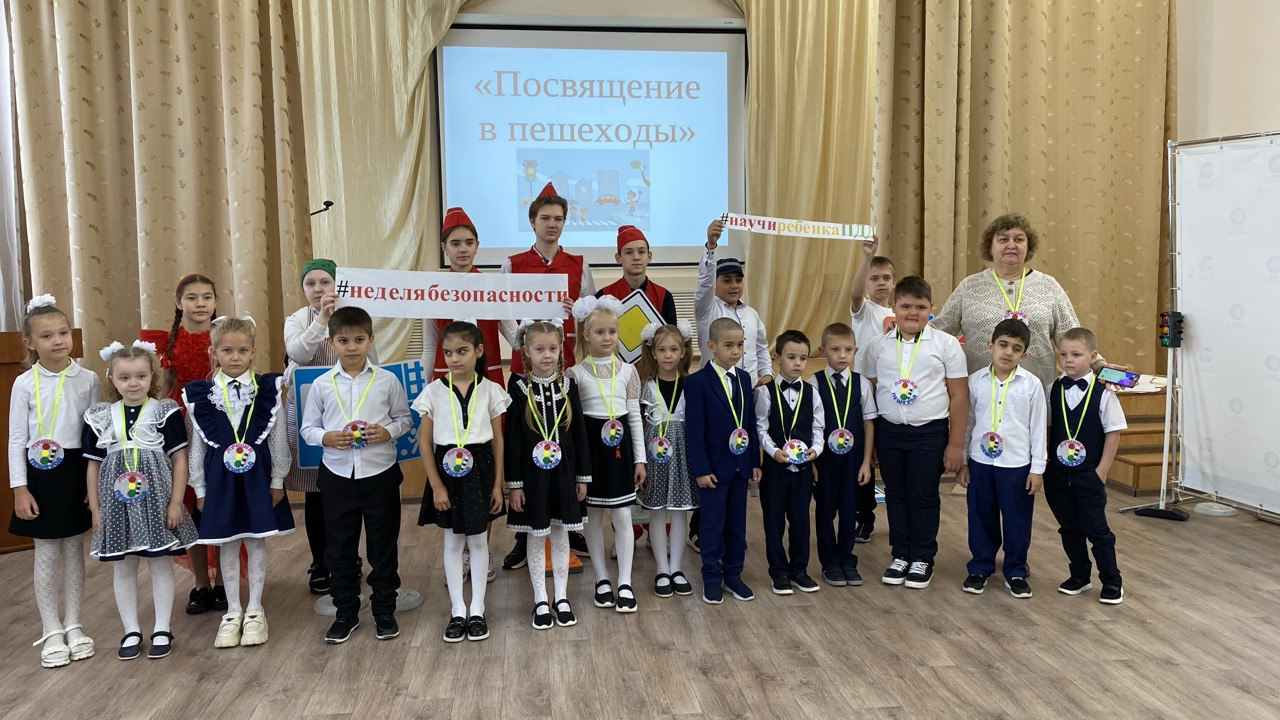 «Посвящение
в пешеходы»
#научиребенкаПДД
#неделябезопасности